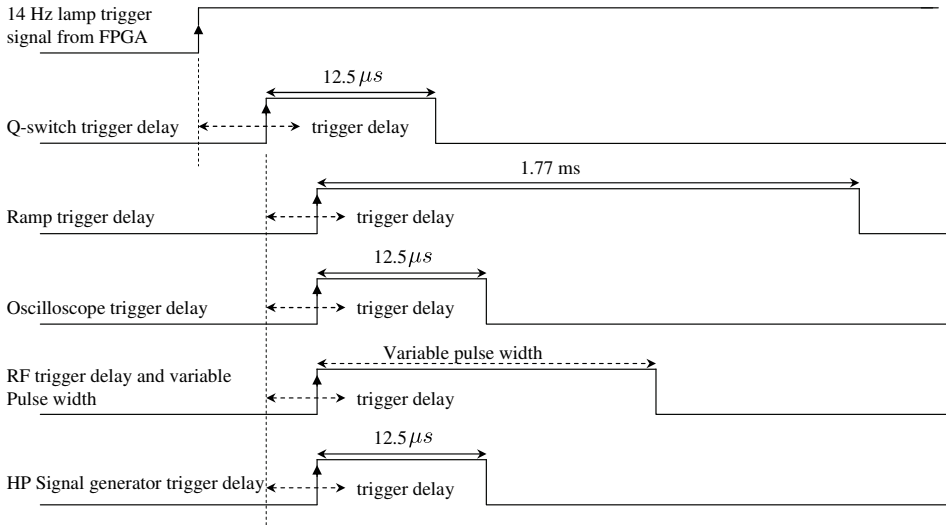 14 Hz lamp trigger
signal from FPGA
12.5 μs
Q-switch trigger delay
trigger delay
1.77 ms
Ramp trigger delay
trigger delay
12.5 μs
Oscilloscope trigger delay
trigger delay
Variable pulse width
RF trigger delay and variable
Pulse width
trigger delay
12.5 μs
HP Signal generator trigger delay
trigger delay